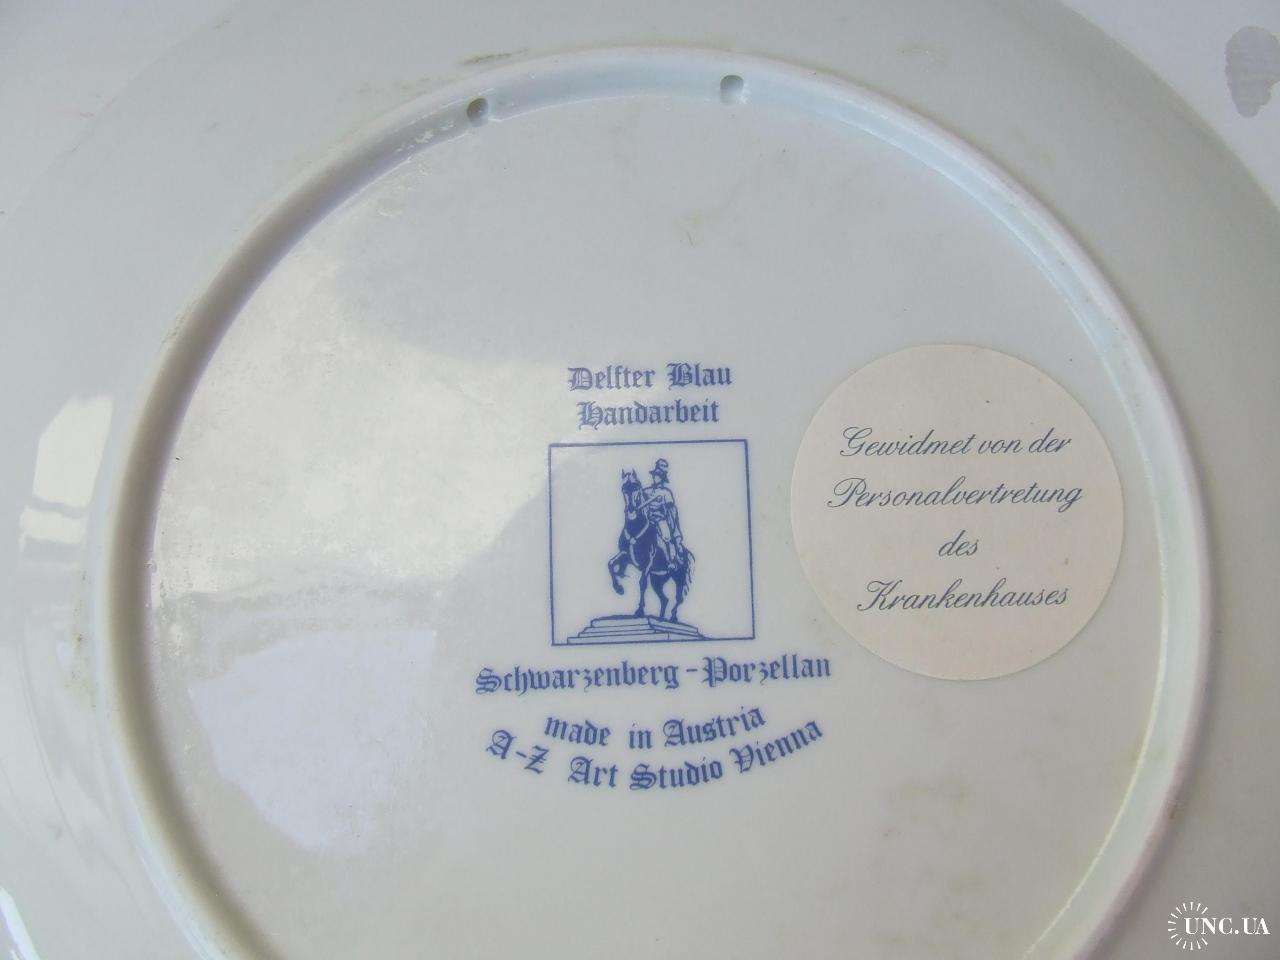 Delfter Blau
Handarbeit
Schwarzenberg-Porzellan
made in Austria
A-Z Art Studio Vienna
Gewidmet von der
Personalvertretung
des
Krankenhauses
UNC.UA